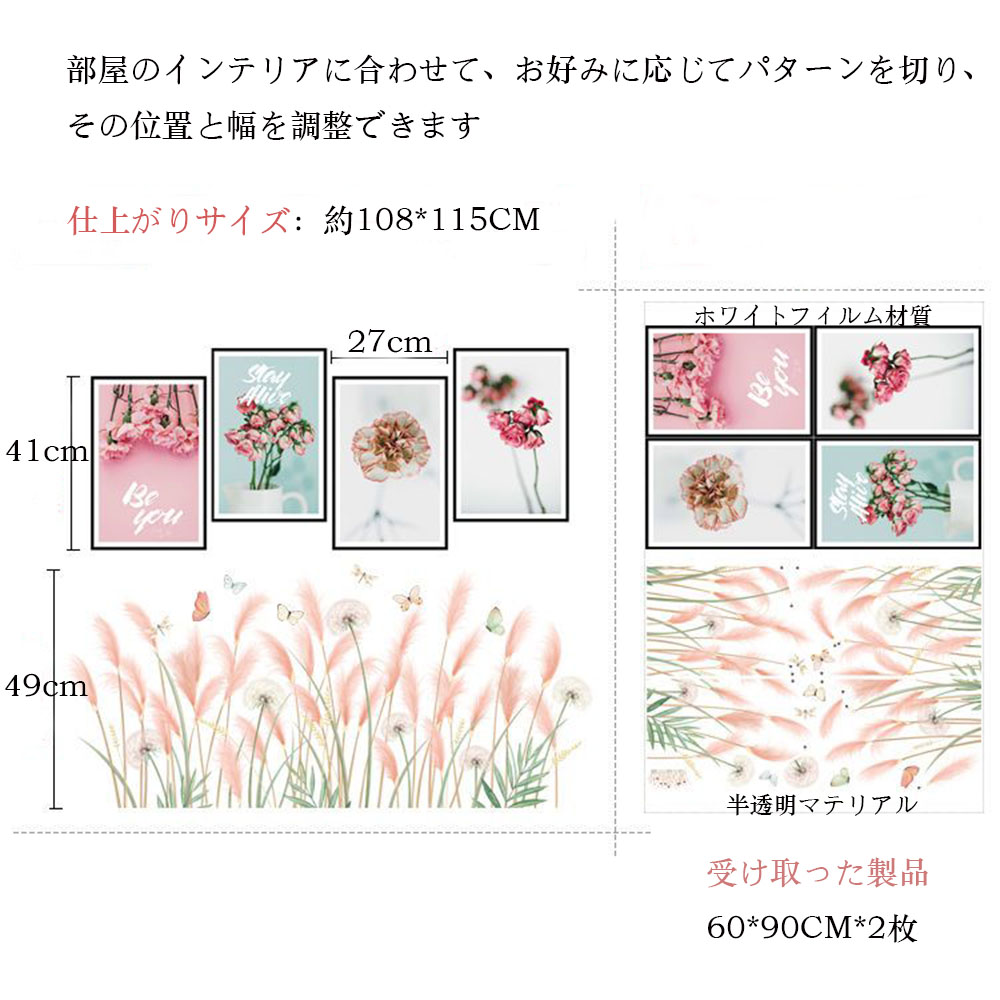 部屋のインテリアに合わせて、お好みに応じてパターンを切り、
その位置と幅を調整できます
仕上がりサイズ: 約108*115CM
27cm
41cm
Be
you
Stay
Alive
49cm
ホワイトフィルム材質
Be
you
Stay
Alive
半透明マテリアル
受け取った製品
60*90CM*2枚